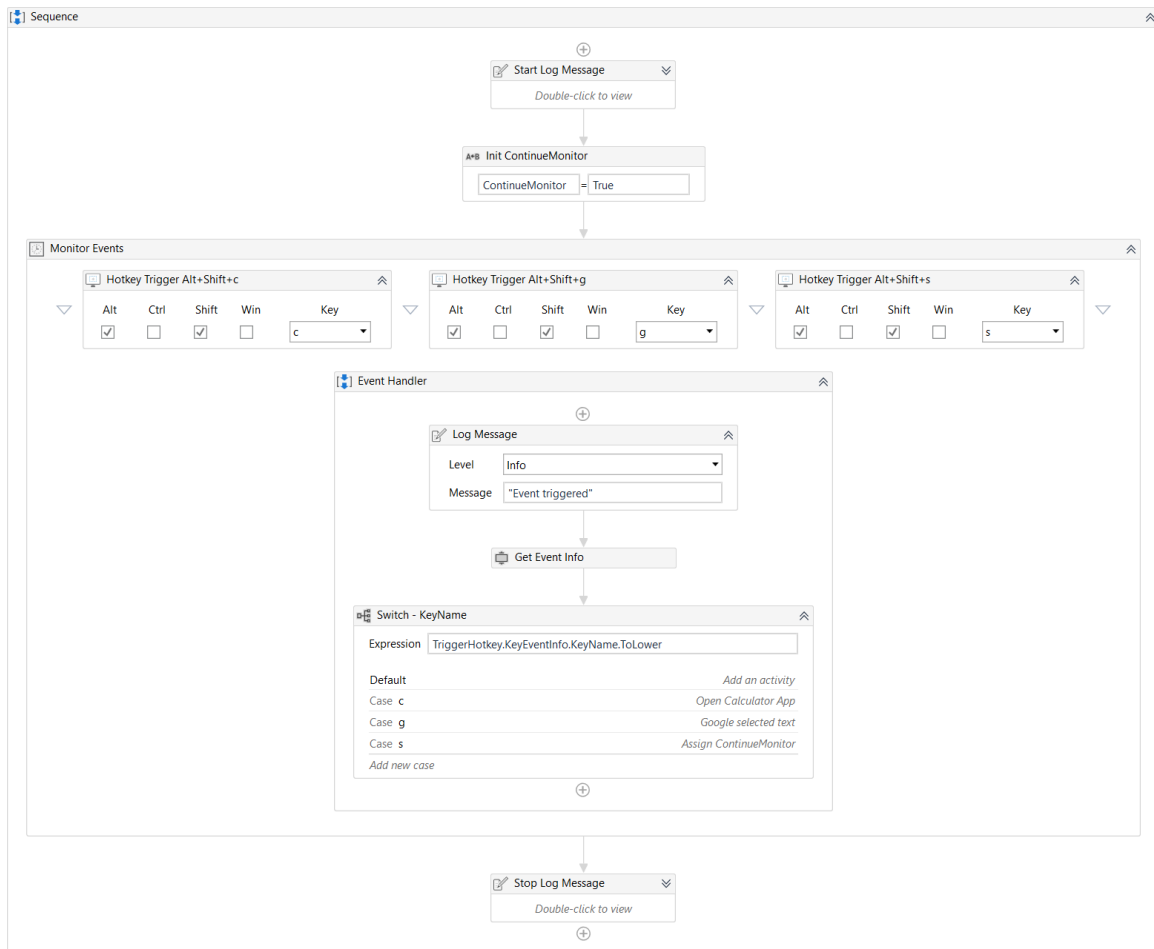 Sequence
Start Log Message
Double-click to view
A*B Init ContinueMonitor
ContinueMonitor = True
Monitor Events
Hotkey Trigger Alt+Shift+c
Alt Ctrl Shift Win Key
c
Hotkey Trigger Alt+Shift+g
Alt Ctrl Shift Win Key
g
Hotkey Trigger Alt+Shift+s
Alt Ctrl Shift Win Key
s
Event Handler
Log Message
Level Info
Message "Event triggered"
Get Event Info
Switch - KeyName
Expression TriggerHotkey.KeyEventInfo.KeyName.ToLower
Default Add an activity
Case c Open Calculator App
Case g Google selected text
Case s Assign ContinueMonitor
Add new case
Stop Log Message
Double-click to view